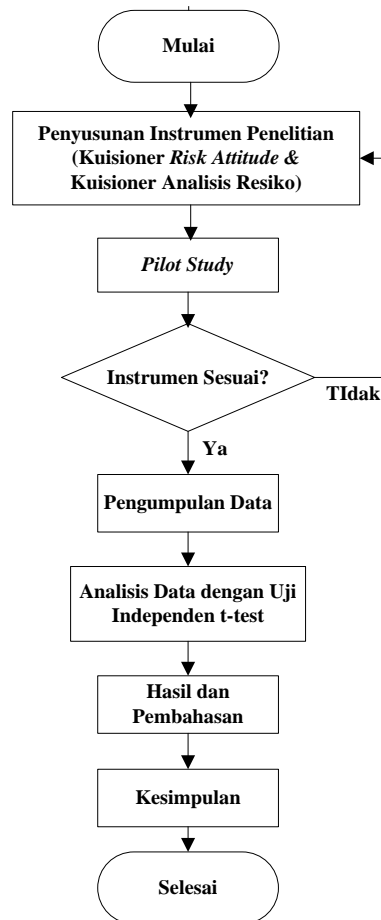 Mulai
Penyusunan Instrumen Penelitian
(Kuisioner Risk Attitude &
Kuisioner Analisis Resiko)
Pilot Study
Instrumen Sesuai?
TIdak
Ya
Pengumpulan Data
Analisis Data dengan Uji
Independen t-test
Hasil dan
Pembahasan
Kesimpulan
Selesai